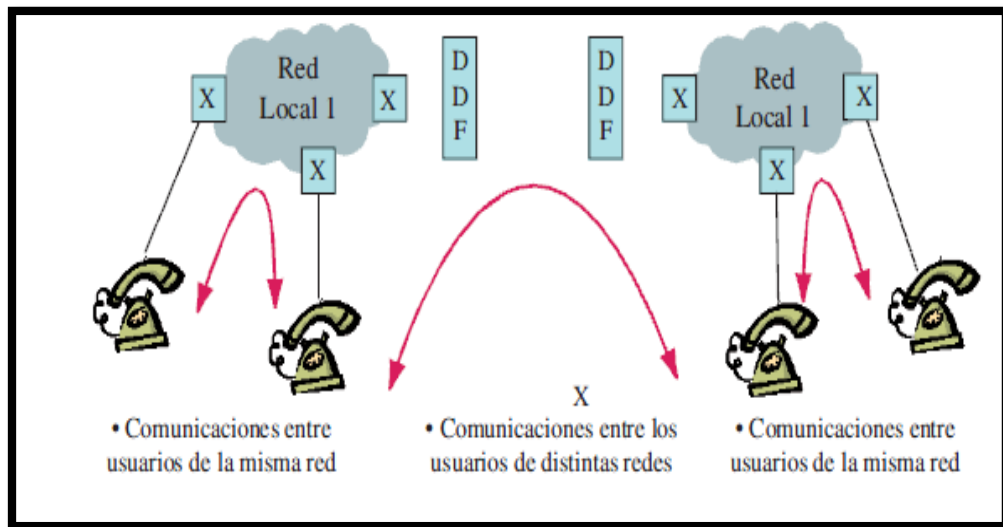 Red
Local 1
X
X
X
D
D
F
D
D
F
Red
Local 1
X
X
X
X
• Comunicaciones entre
usuarios de la misma red
• Comunicaciones entre los
usuarios de distintas redes
• Comunicaciones entre
usuarios de la misma red